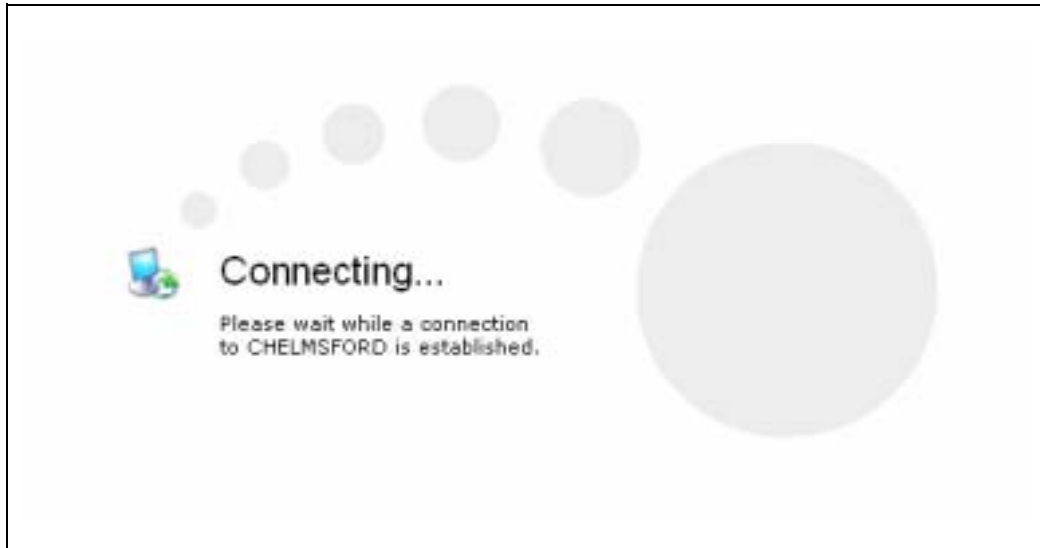 Connecting...
Please wait while a connection
to CHELMSFORD is established.